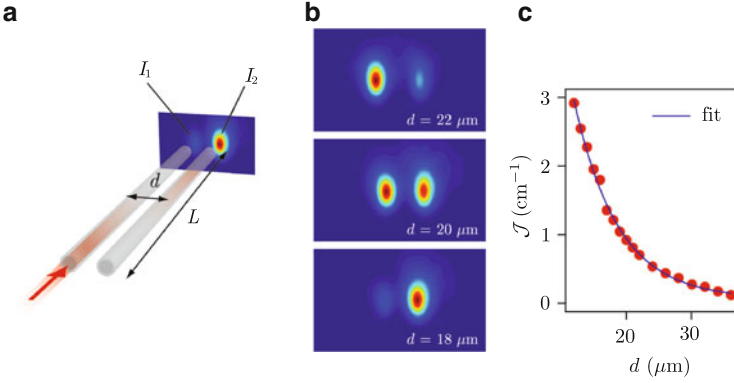 a
I₁
I₂
d
L
b
d = 22 μm
d = 20 μm
d = 18 μm
c
3
2
1
0
fit
𝒥 (cm⁻¹)
20
30
d (μm)